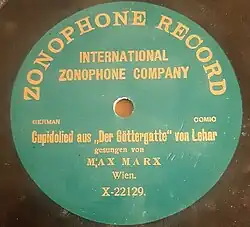 ZONOPHONE RECORD
INTERNATIONAL
ZONOPHONE COMPANY
GERMAN COMIC
Cupidolied aus „Der Göttergatte" von Lehar
gesungen von
MAX MARX
Wien.
X-22129.